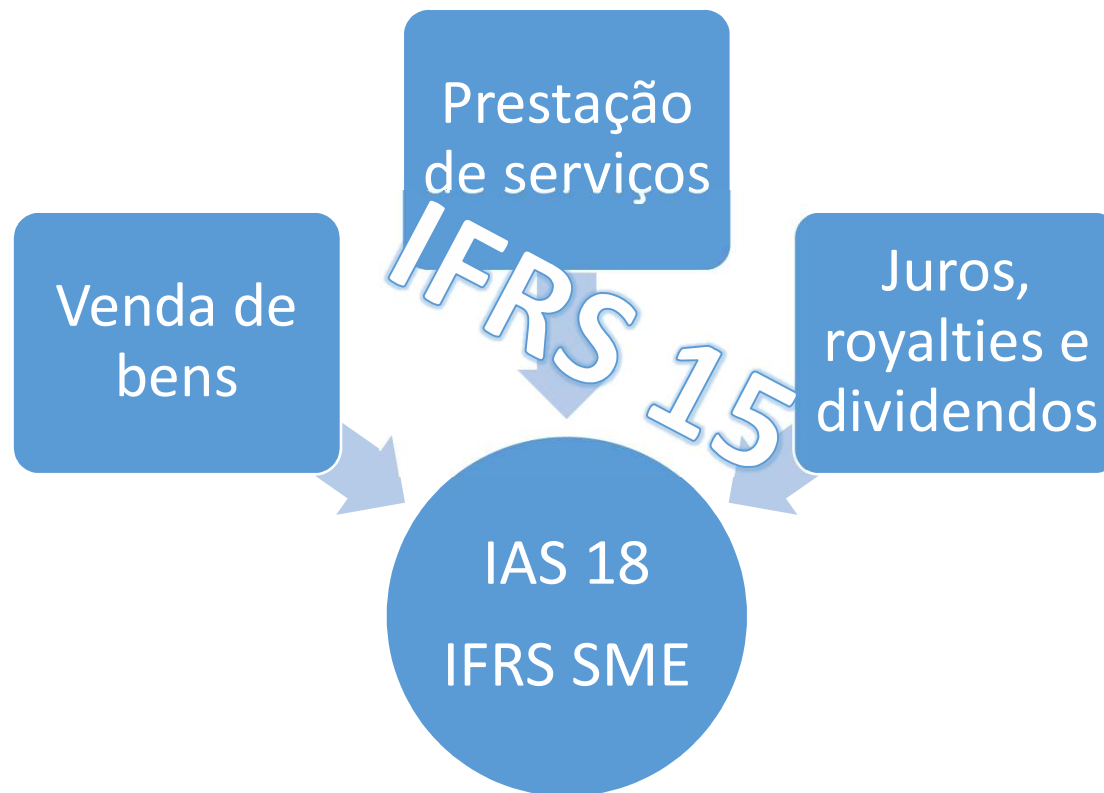 Prestação
de serviços
Venda de
bens
Juros,
royalties e
dividendos
IFRS 15
IAS 18
IFRS SME